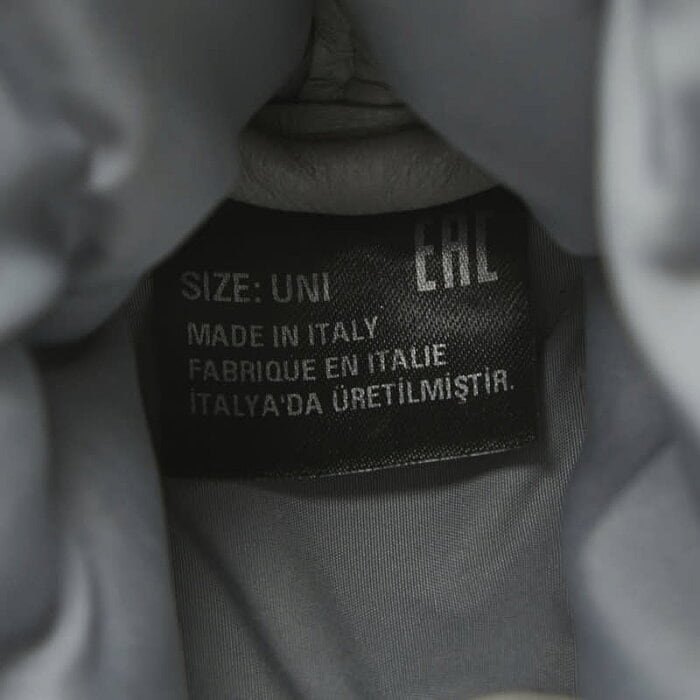 EAC
SIZE: UNI
MADE IN ITALY
FABRIQUE EN ITALIE
İTALYA'DA ÜRETİLMİŞTİR.